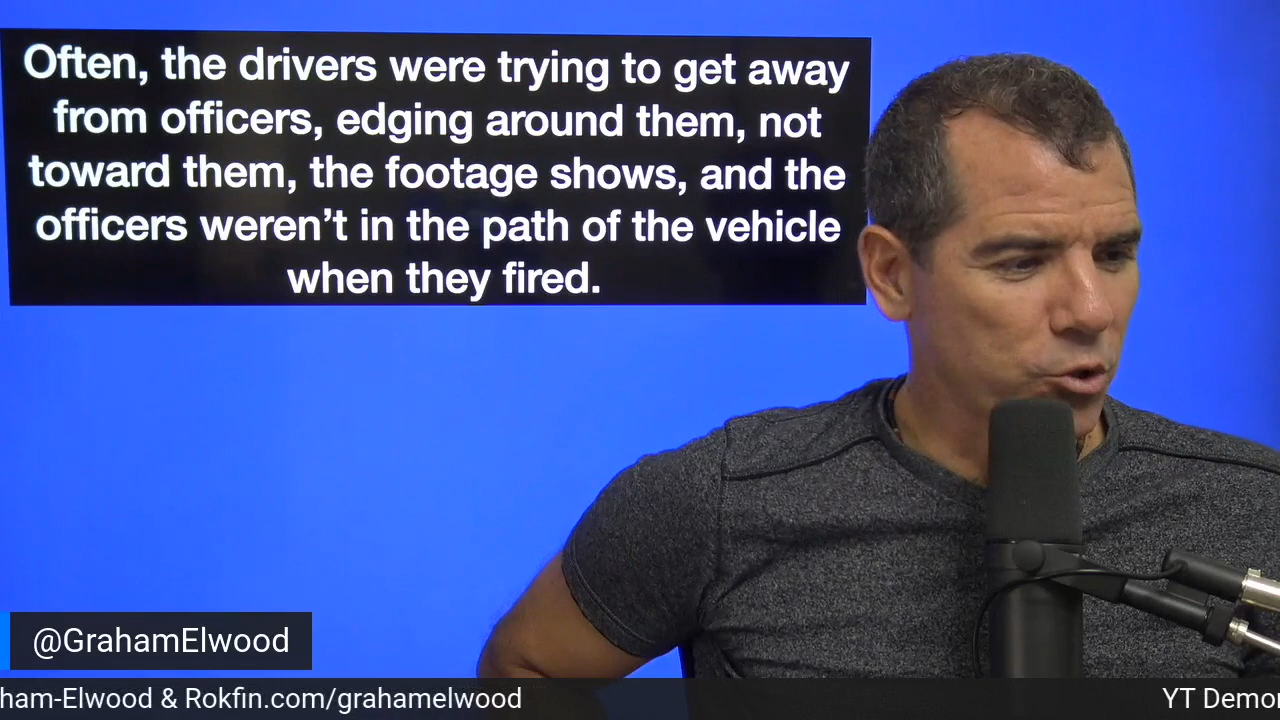 Often, the drivers were trying to get away
from officers, edging around them, not
toward them, the footage shows, and the
officers weren’t in the path of the vehicle
when they fired.
@GrahamElwood
ham-Elwood & Rokfin.com/grahamelwood
YT